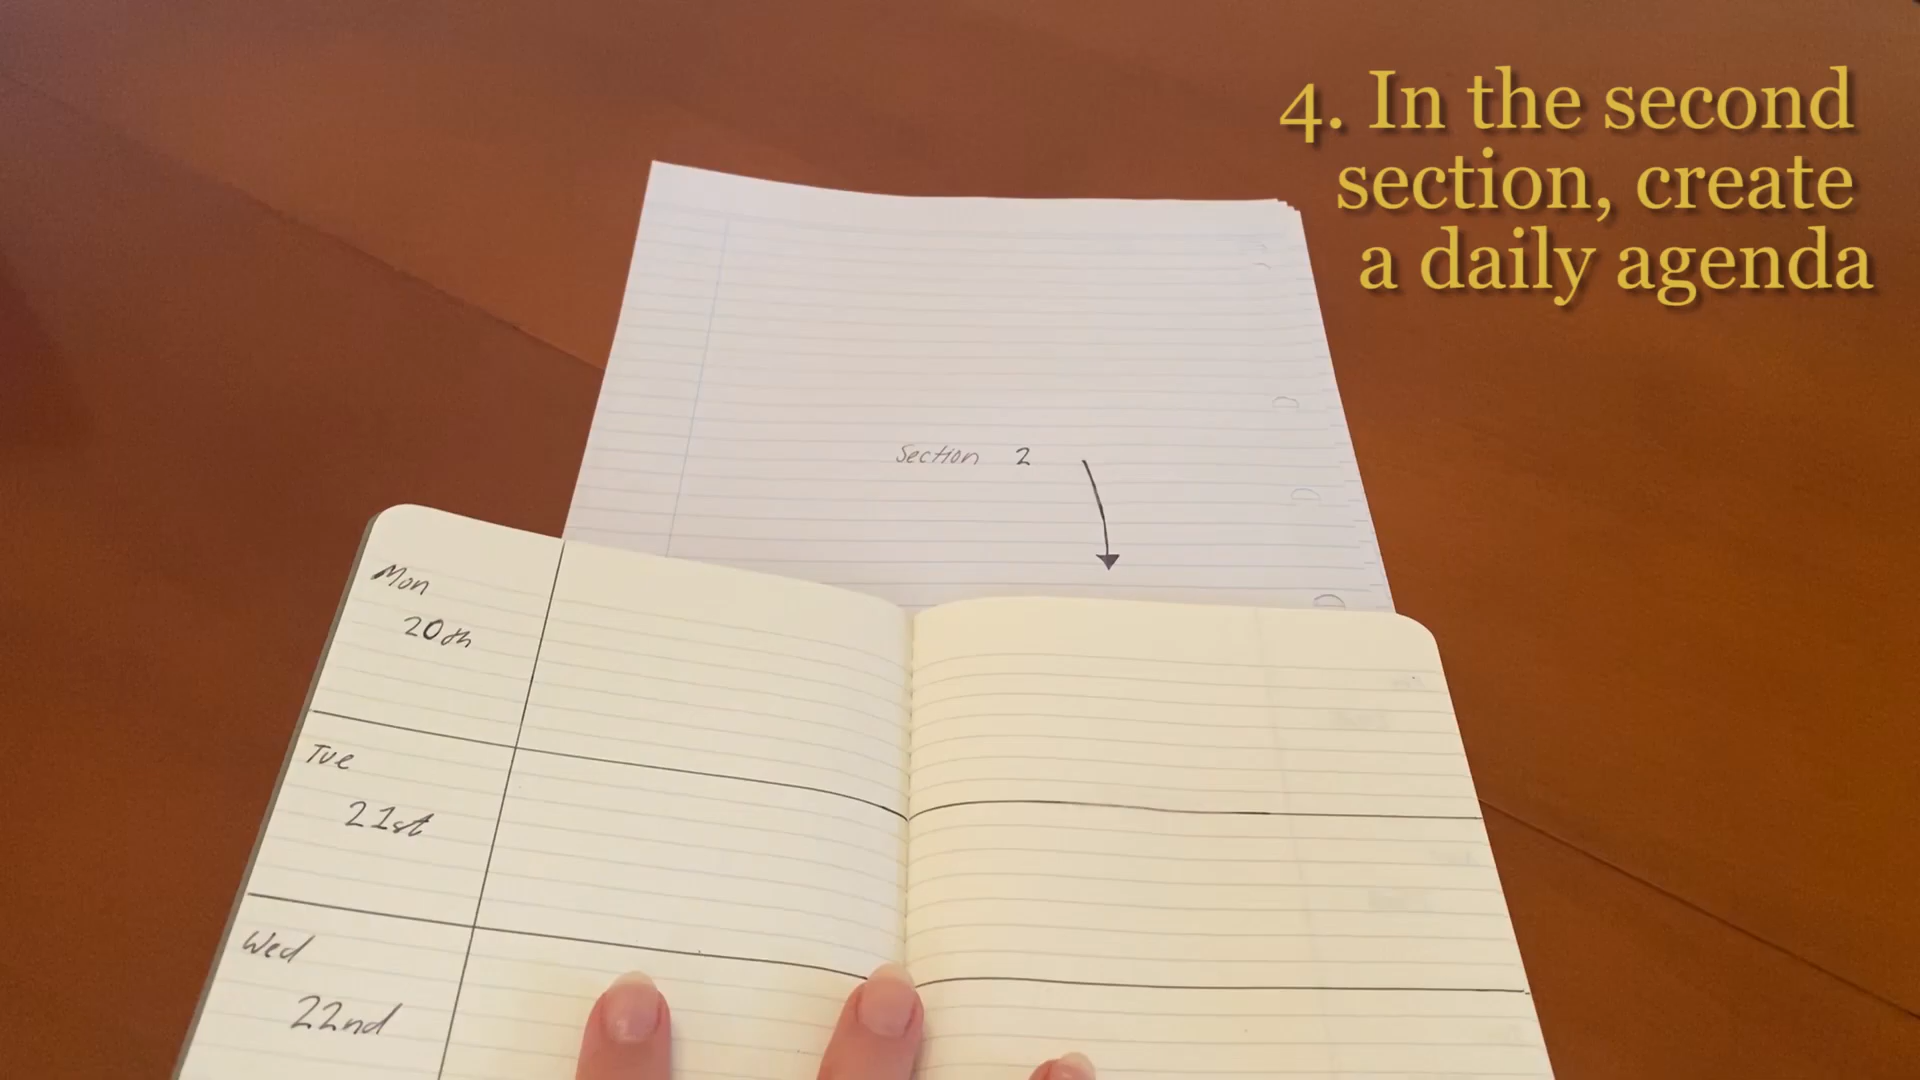 4. In the second
section, create
a daily agenda
Section 2
Mon
20th
Tue
21st
Wed
22nd